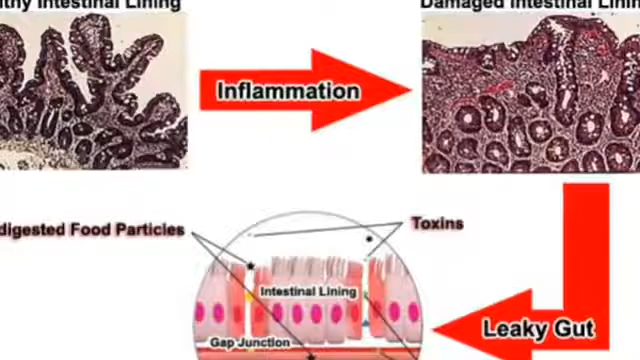 thy Intestinal Lining
Damaged Intestinal Linin
Inflammation
digested Food Particles
Toxins
Intestinal Lining
Leaky Gut
Gap Junction